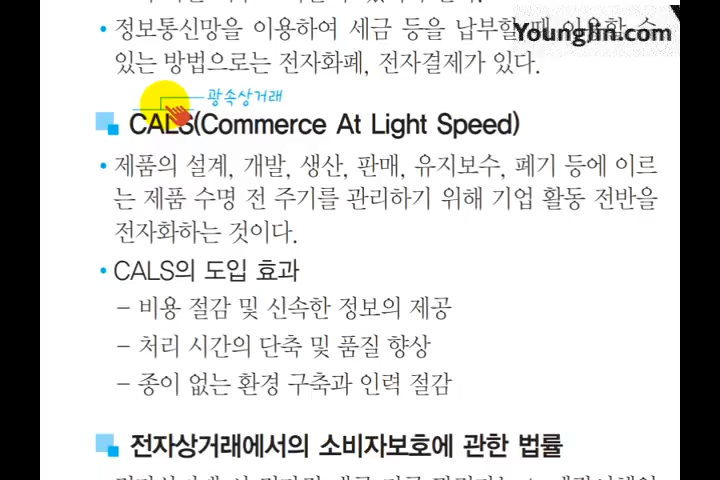 • 정보통신망을 이용하여 세금 등을 납부할 때 이용할 수
YoungJin.com
있는 방법으로는 전자화폐, 전자결제가 있다.
광속상거래
CALS(Commerce At Light Speed)
• 제품의 설계, 개발, 생산, 판매, 유지보수, 폐기 등에 이르
는 제품 수명 전 주기를 관리하기 위해 기업 활동 전반을
전자화하는 것이다.
• CALS의 도입 효과
– 비용 절감 및 신속한 정보의 제공
– 처리 시간의 단축 및 품질 향상
– 종이 없는 환경 구축과 인력 절감
전자상거래에서의 소비자보호에 관한 법률